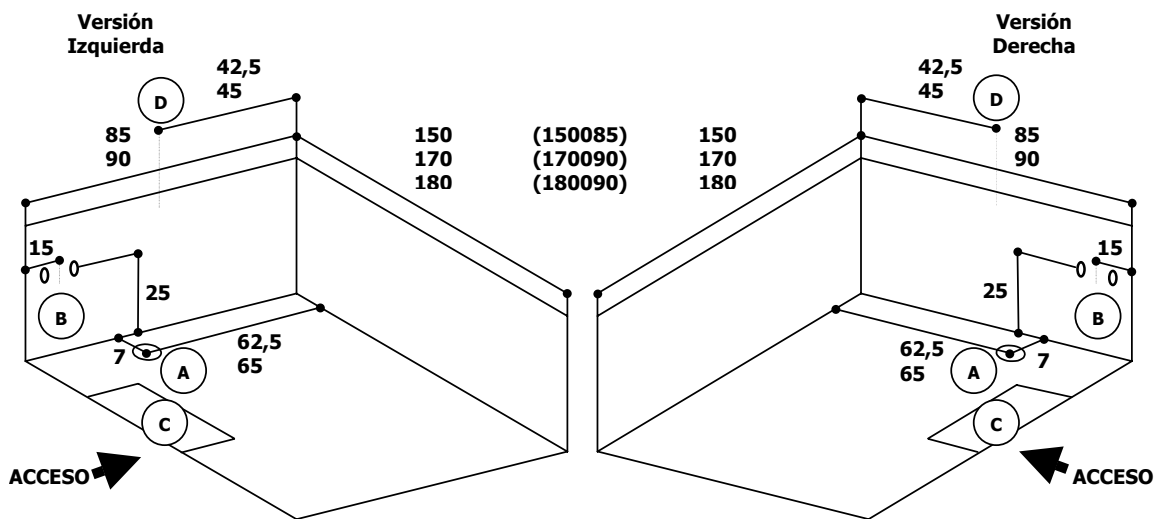 Versión
Izquierda
42,5
45
D
85
90
150
170
180
15
25
B
7
62,5
65
A
C
ACCESO
(150085)
(170090)
(180090)
Versión
Derecha
42,5
45
D
85
90
150
170
180
15
25
B
62,5
65
A
7
C
ACCESO